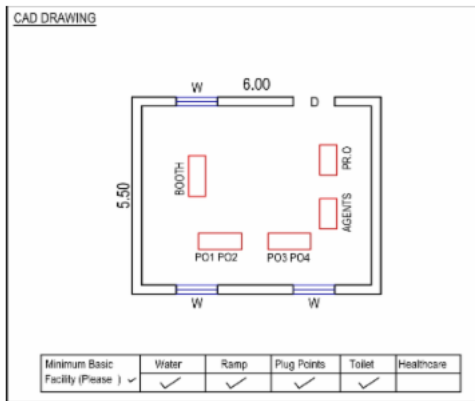 CAD DRAWING
W 6.00 D
BOOTH
PR.O
5.50
AGENTS
PO1 PO2 PO3 PO4
W W
Minimum Basic Facility (Please ✓) Water Ramp Plug Points Toilet Healthcare
✓ ✓ ✓ ✓